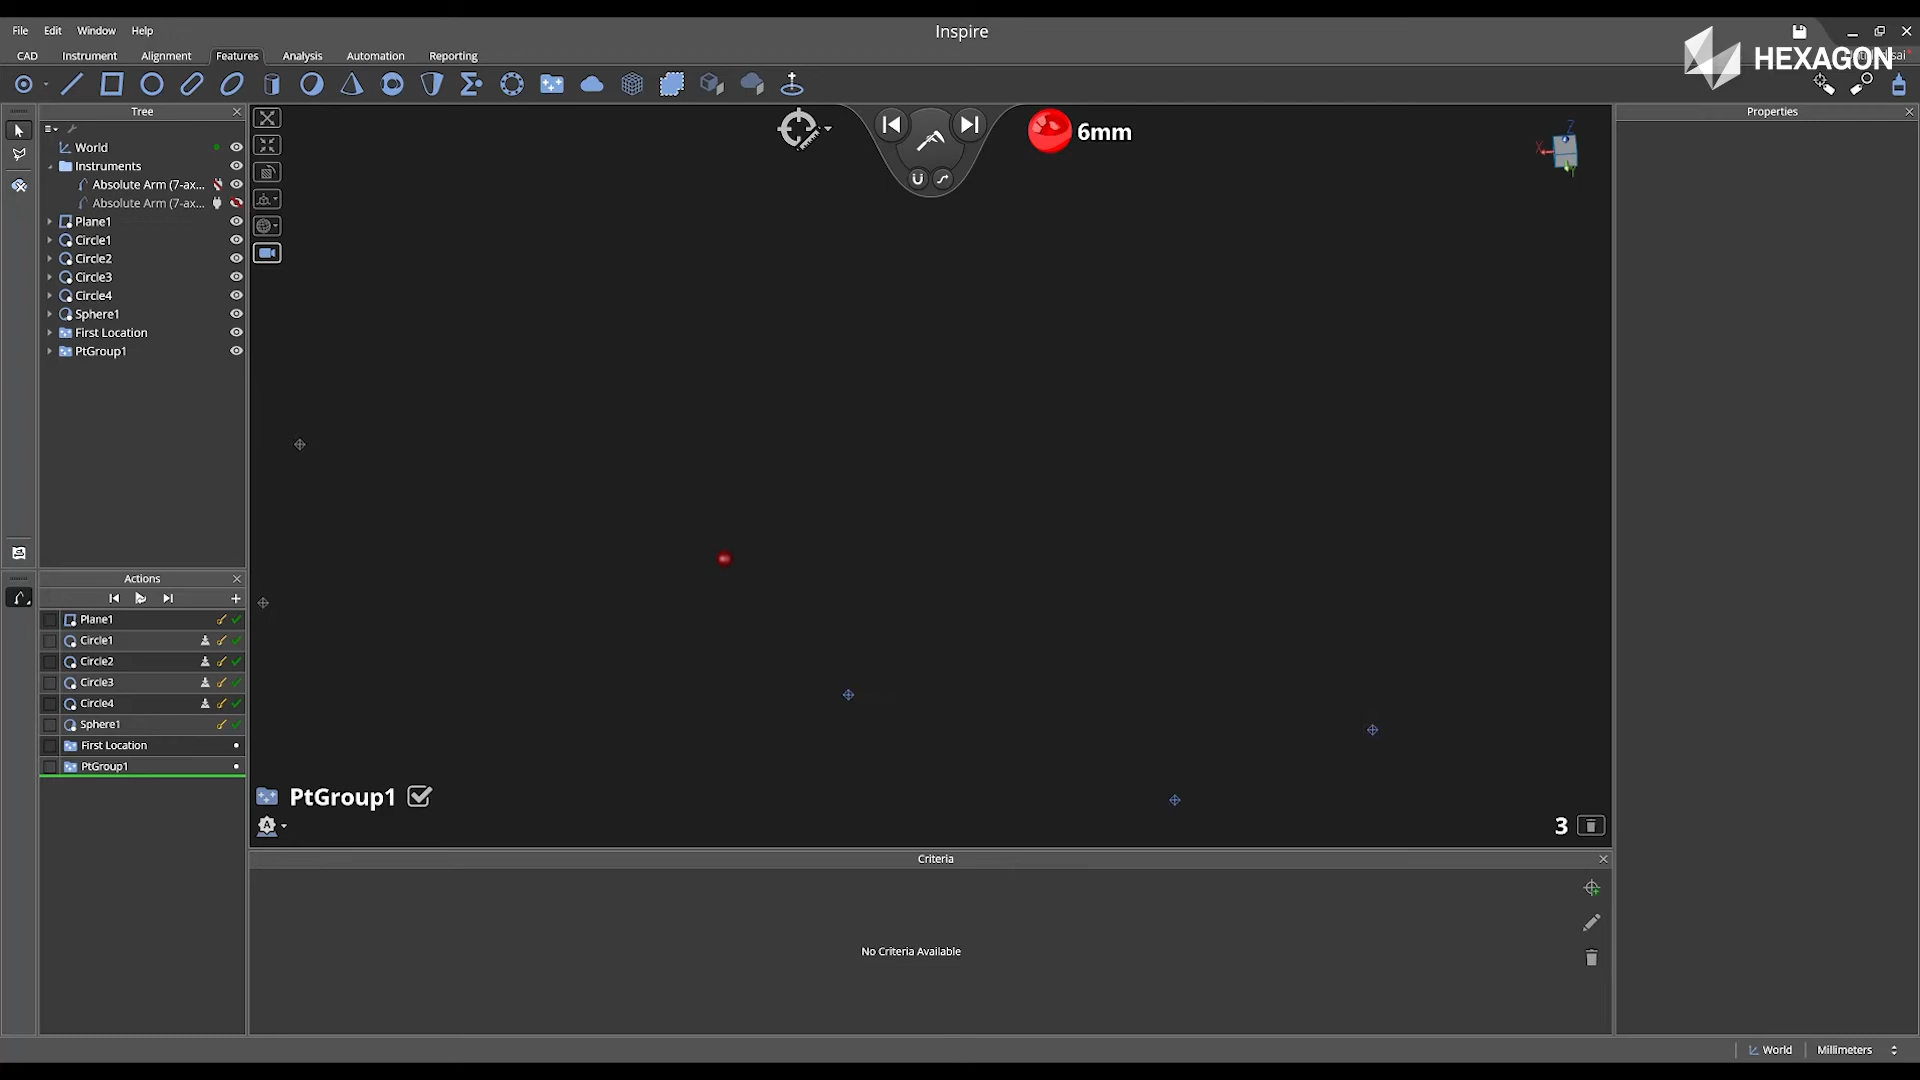 File Edit Window Help
Inspire
HEXAGON
CAD Instrument Alignment Features Analysis Automation Reporting
Tree
World
Instruments
Absolute Arm (7-ax...
Absolute Arm (7-ax...
Plane1
Circle1
Circle2
Circle3
Circle4
Sphere1
First Location
PtGroup1
6mm
X
Z
Y
Properties
Actions
Plane1
Circle1
Circle2
Circle3
Circle4
Sphere1
First Location
PtGroup1
PtGroup1
A
3
Criteria
No Criteria Available
World Millimeters